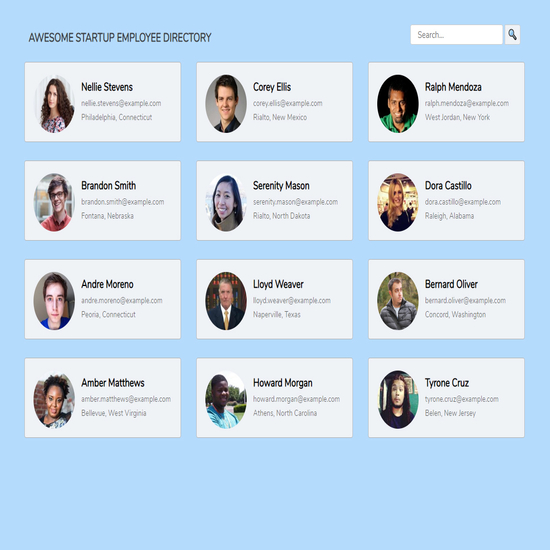 AWESOME STARTUP EMPLOYEE DIRECTORY
Search...
Nellie Stevens
nellie.stevens@example.com
Philadelphia, Connecticut
Corey Ellis
corey.ellis@example.com
Rialto, New Mexico
Ralph Mendoza
ralph.mendoza@example.com
West Jordan, New York
Brandon Smith
brandon.smith@example.com
Fontana, Nebraska
Serenity Mason
serenity.mason@example.com
Rialto, North Dakota
Dora Castillo
dora.castillo@example.com
Raleigh, Alabama
Andre Moreno
andre.moreno@example.com
Peoria, Connecticut
Lloyd Weaver
lloyd.weaver@example.com
Naperville, Texas
Bernard Oliver
bernard.oliver@example.com
Concord, Washington
Amber Matthews
amber.matthews@example.com
Bellevue, West Virginia
Howard Morgan
howard.morgan@example.com
Athens, North Carolina
Tyrone Cruz
tyrone.cruz@example.com
Belen, New Jersey